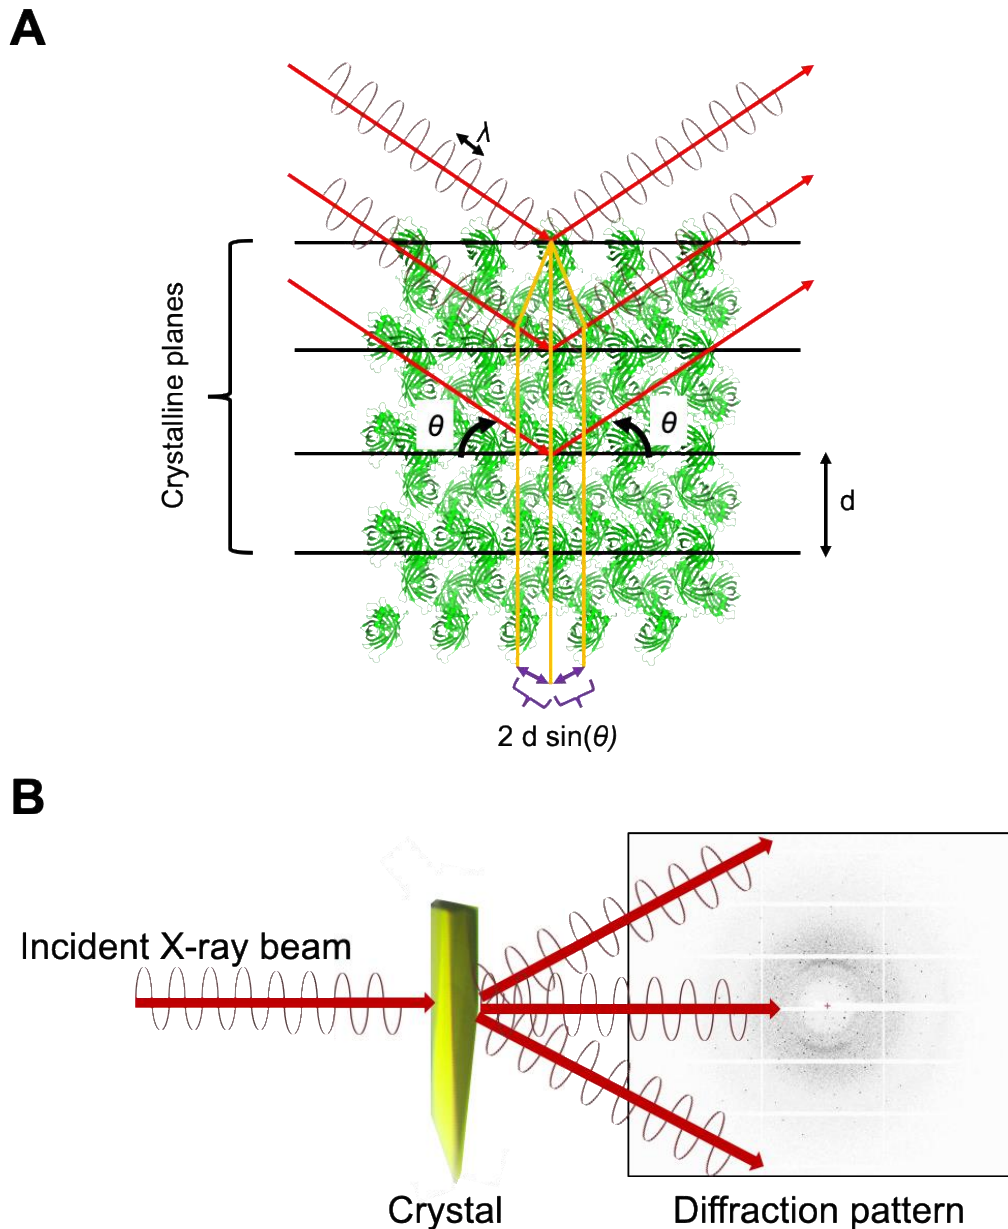 A
λ
Crystalline planes
θ
θ
d
2 d sin(θ)
B
Incident X-ray beam
Crystal
Diffraction pattern